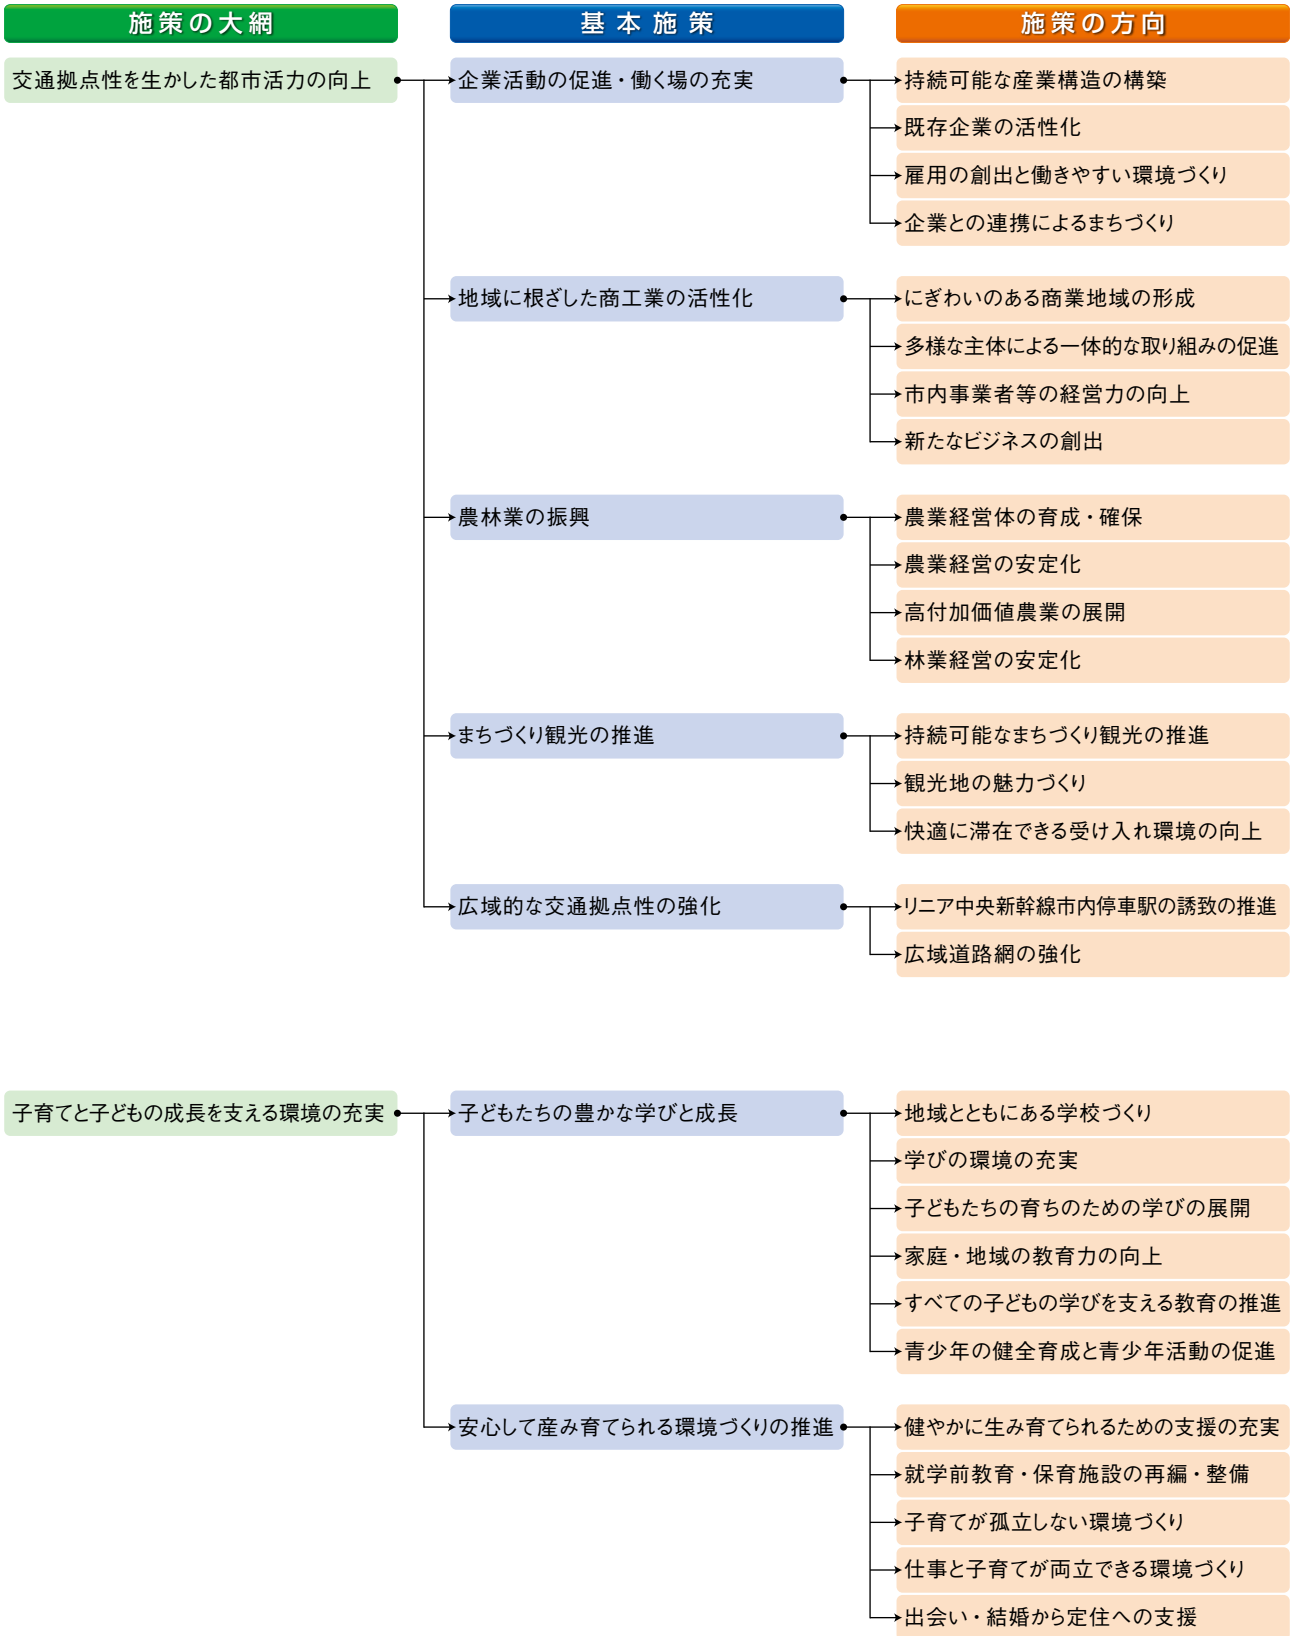 施策の大綱
基本施策
施策の方向
交通拠点性を生かした都市活力の向上
企業活動の促進・働く場の充実
持続可能な産業構造の構築
既存企業の活性化
雇用の創出と働きやすい環境づくり
企業との連携によるまちづくり
地域に根ざした商工業の活性化
にぎわいのある商業地域の形成
多様な主体による一体的な取り組みの促進
市内事業者等の経営力の向上
新たなビジネスの創出
農林業の振興
農業経営体の育成・確保
農業経営の安定化
高付加価値農業の展開
林業経営の安定化
まちづくり観光の推進
持続可能なまちづくり観光の推進
観光地の魅力づくり
快適に滞在できる受け入れ環境の向上
広域的な交通拠点性の強化
リニア中央新幹線市内停車駅の誘致の推進
広域道路網の強化
子育てと子どもの成長を支える環境の充実
子どもたちの豊かな学びと成長
地域とともにある学校づくり
学びの環境の充実
子どもたちの育ちのための学びの展開
家庭・地域の教育力の向上
すべての子どもの学びを支える教育の推進
青少年の健全育成と青少年活動の促進
安心して産み育てられる環境づくりの推進
健やかに生み育てられるための支援の充実
就学前教育・保育施設の再編・整備
子育てが孤立しない環境づくり
仕事と子育てが両立できる環境づくり
出会い・結婚から定住への支援